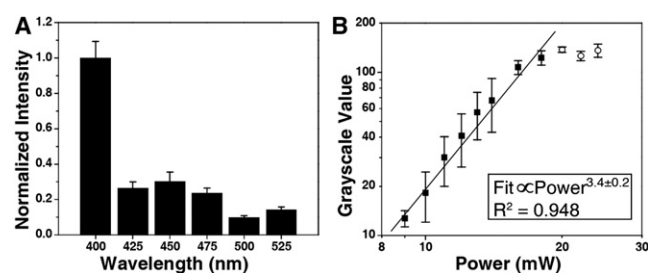 A
Normalized Intensity
1.2
1.0
0.8
0.6
0.4
0.2
0.0
400 425 450 475 500 525
Wavelength (nm)
B
Grayscale Value
200
100
80
60
40
20
10
8 10 20 30
Power (mW)
Fit∝Power^3.4±0.2
R² = 0.948